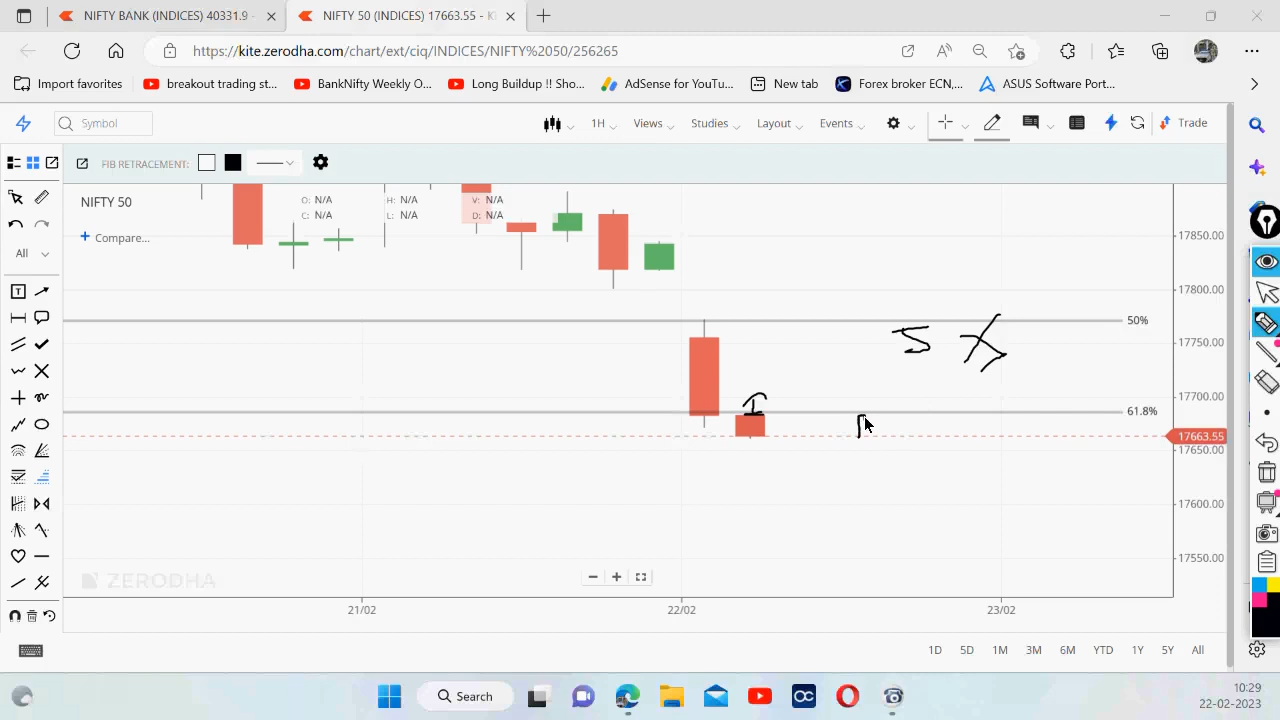 NIFTY BANK (INDICES) 40331.9 -
NIFTY 50 (INDICES) 17663.55 - K
https://kite.zerodha.com/chart/ext/ciq/INDICES/NIFTY%2050/256265
Import favorites
breakout trading st...
BankNifty Weekly O...
Long Buildup !! Sho...
AdSense for YouTu...
New tab
Forex broker ECN,...
ASUS Software Port...
Symbol
1H
Views
Studies
Layout
Events
Trade
FIB RETRACEMENT:
NIFTY 50
Compare...
O: N/A H: N/A V: N/A
C: N/A L: N/A D: N/A
All
17850.00
17800.00
50%
17750.00
17700.00
61.8%
17663.55
17650.00
17600.00
17550.00
5
ZERODHA
21/02 22/02 23/02
1D 5D 1M 3M 6M YTD 1Y 5Y All
Search
10:29
22-02-2023